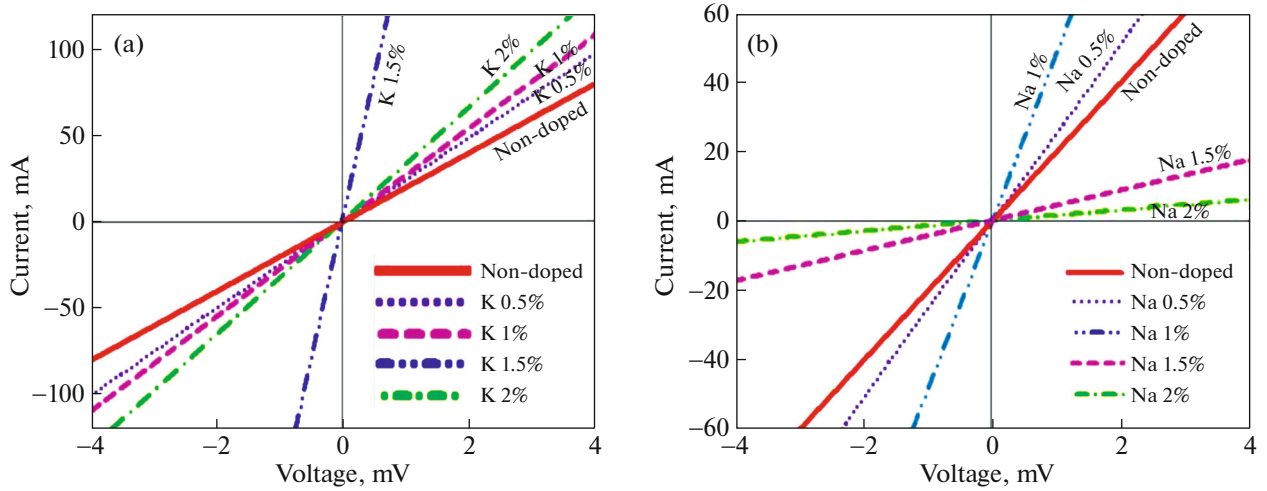 (a)
Current, mA
100
50
0
−50
−100
−4
−2
0
2
4
Voltage, mV
K 1.5%
K 2%
K 1%
K 0.5%
Non-doped
Non-doped
K 0.5%
K 1%
K 1.5%
K 2%
(b)
Current, mA
60
40
20
0
−20
−40
−60
−4
−2
0
2
4
Voltage, mV
Na 1%
Na 0.5%
Non-doped
Na 1.5%
Na 2%
Non-doped
Na 0.5%
Na 1%
Na 1.5%
Na 2%